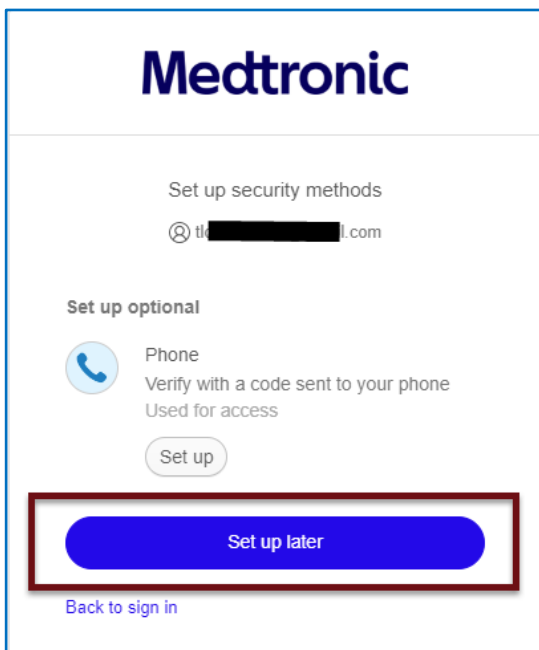 Medtronic
Set up security methods
tl l.com
Set up optional
Phone
Verify with a code sent to your phone
Used for access
Set up
Set up later
Back to sign in